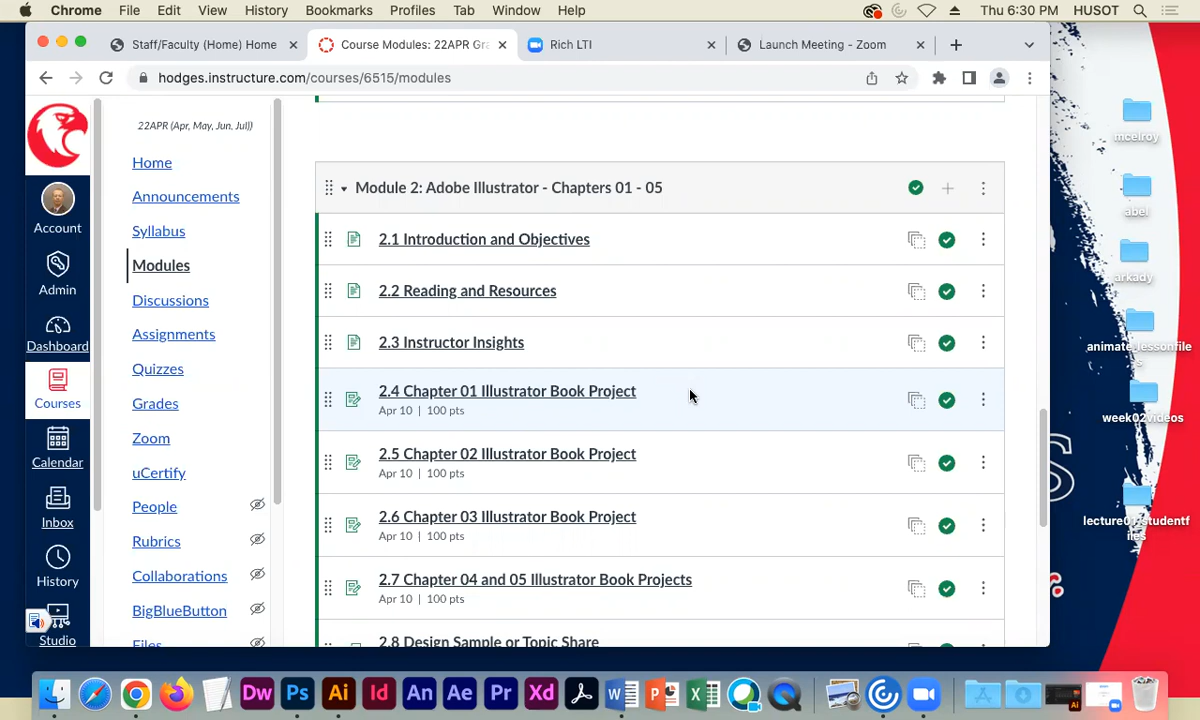 Chrome File Edit View History Bookmarks Profiles Tab Window Help Thu 6:30 PM HUSOT
Staff/Faculty (Home) Home Course Modules: 22APR Gra Rich LTI Launch Meeting - Zoom
hodges.instructure.com/courses/6515/modules
22APR (Apr, May, Jun, Jul))
Home
Announcements
Syllabus
Modules
Discussions
Assignments
Quizzes
Grades
Zoom
uCertify
People
Rubrics
Collaborations
BigBlueButton
Files
Account
Admin
Dashboard
Courses
Calendar
Inbox
History
Studio
Module 2: Adobe Illustrator - Chapters 01 - 05
2.1 Introduction and Objectives
2.2 Reading and Resources
2.3 Instructor Insights
2.4 Chapter 01 Illustrator Book Project
Apr 10 | 100 pts
2.5 Chapter 02 Illustrator Book Project
Apr 10 | 100 pts
2.6 Chapter 03 Illustrator Book Project
Apr 10 | 100 pts
2.7 Chapter 04 and 05 Illustrator Book Projects
Apr 10 | 100 pts
2.8 Design Sample or Topic Share
mcelroy
abel
arkady
animate.lessonfile
s
week02videos
lecture07studentf
iles
Dw Ps Ai Id An Ae Pr Xd W P X